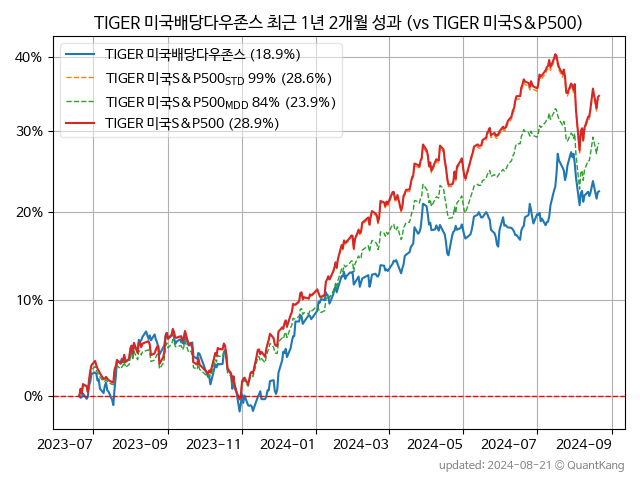 TIGER 미국배당다우존스 최근 1년 2개월 성과 (vs TIGER 미국S&P500)
TIGER 미국배당다우존스 (18.9%)
TIGER 미국S&P500STD 99% (28.6%)
TIGER 미국S&P500MDD 84% (23.9%)
TIGER 미국S&P500 (28.9%)
40%
30%
20%
10%
0%
2023-07 2023-09 2023-11 2024-01 2024-03 2024-05 2024-07 2024-09
updated: 2024-08-21 © QuantKang